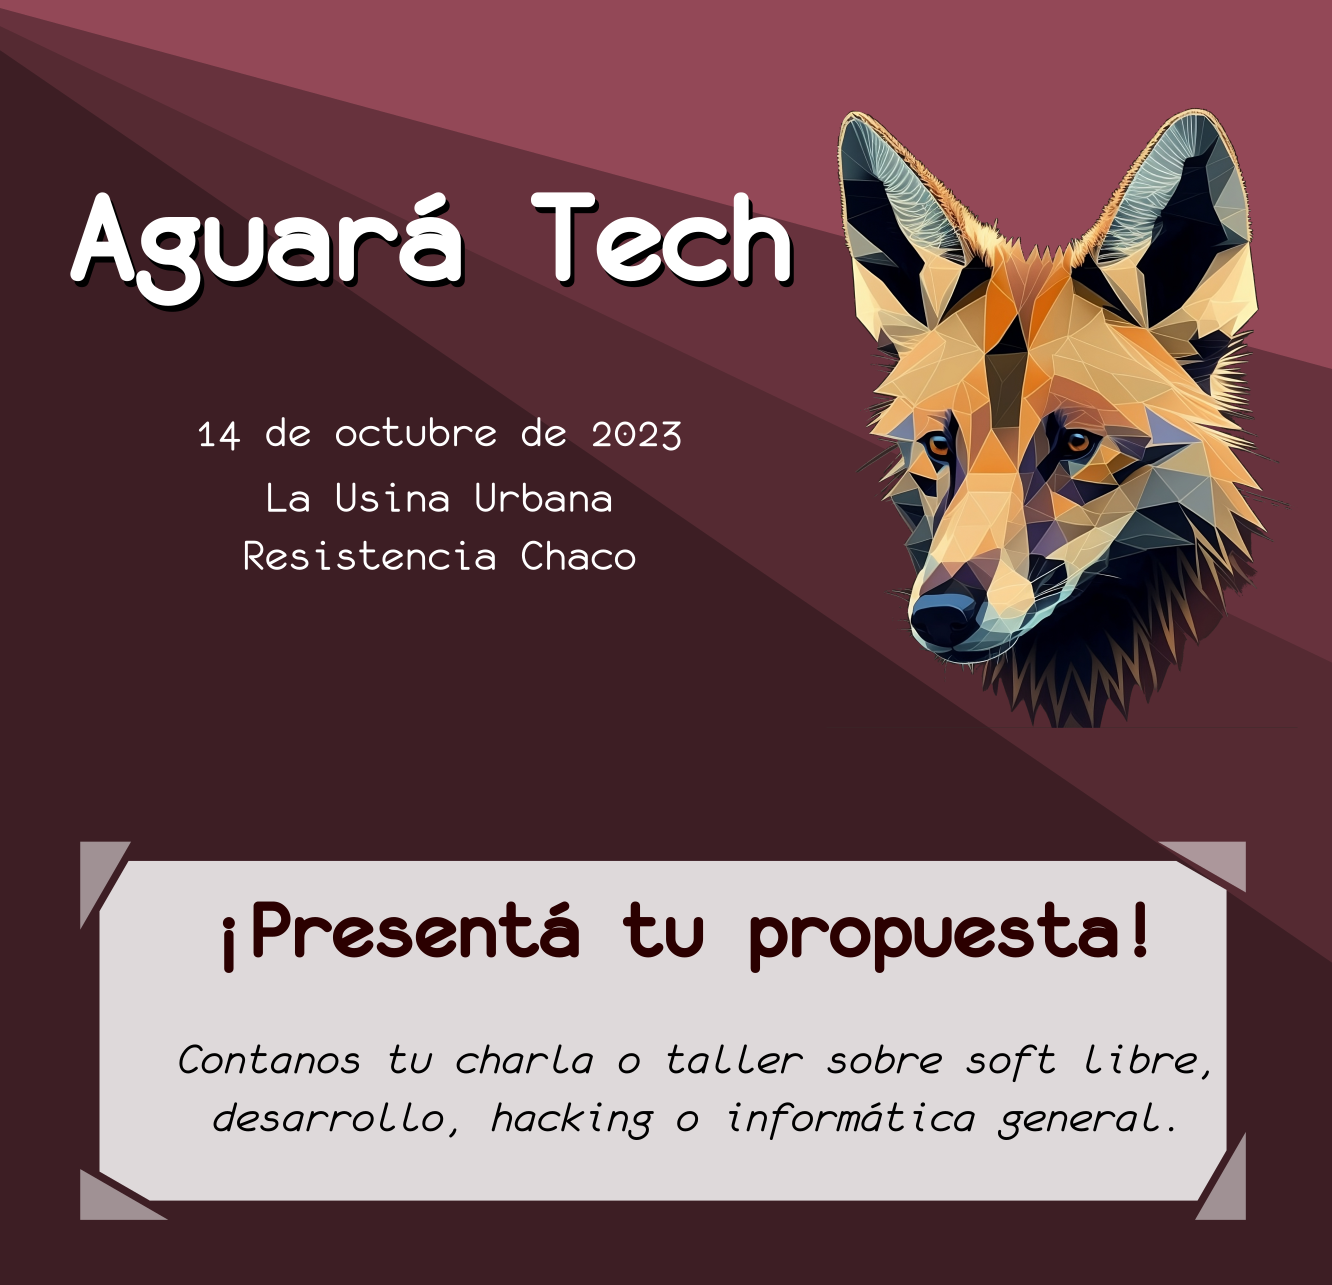 Aguará Tech
14 de octubre de 2023
La Usina Urbana
Resistencia Chaco
¡Presentá tu propuesta!
Contanos tu charla o taller sobre soft libre,
desarrollo, hacking o informática general.